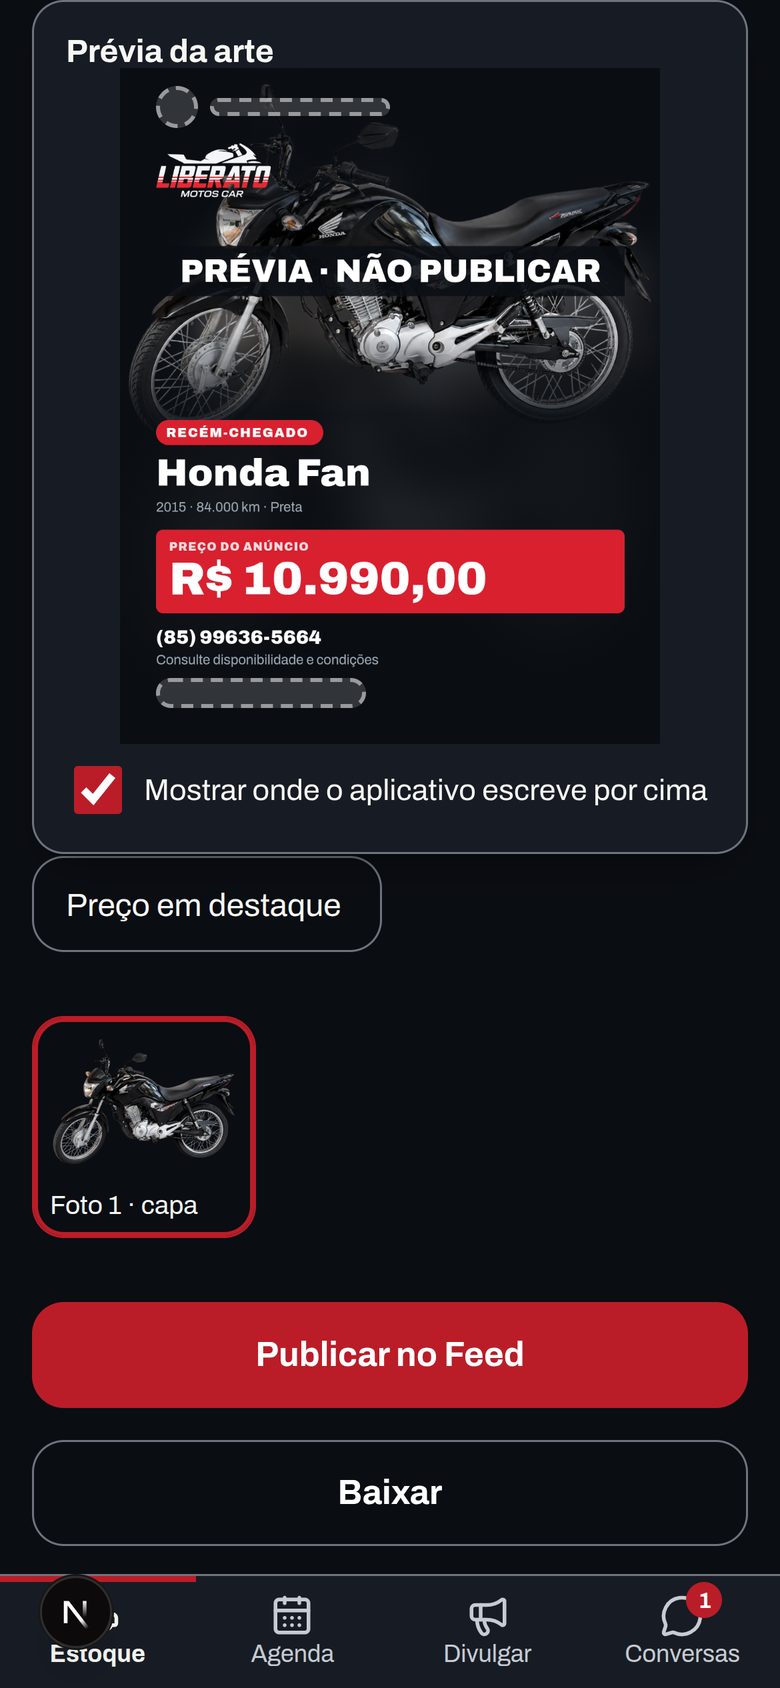 Prévia da arte
LIBERATO
MOTOS CAR
HONDA
PRÉVIA · NÃO PUBLICAR
RECÉM-CHEGADO
Honda Fan
2015 · 84.000 km · Preta
PREÇO DO ANÚNCIO
R$ 10.990,00
(85) 99636-5664
Consulte disponibilidade e condições
Mostrar onde o aplicativo escreve por cima
Preço em destaque
Foto 1 · capa
Publicar no Feed
Baixar
N
1
Estoque
Agenda
Divulgar
Conversas